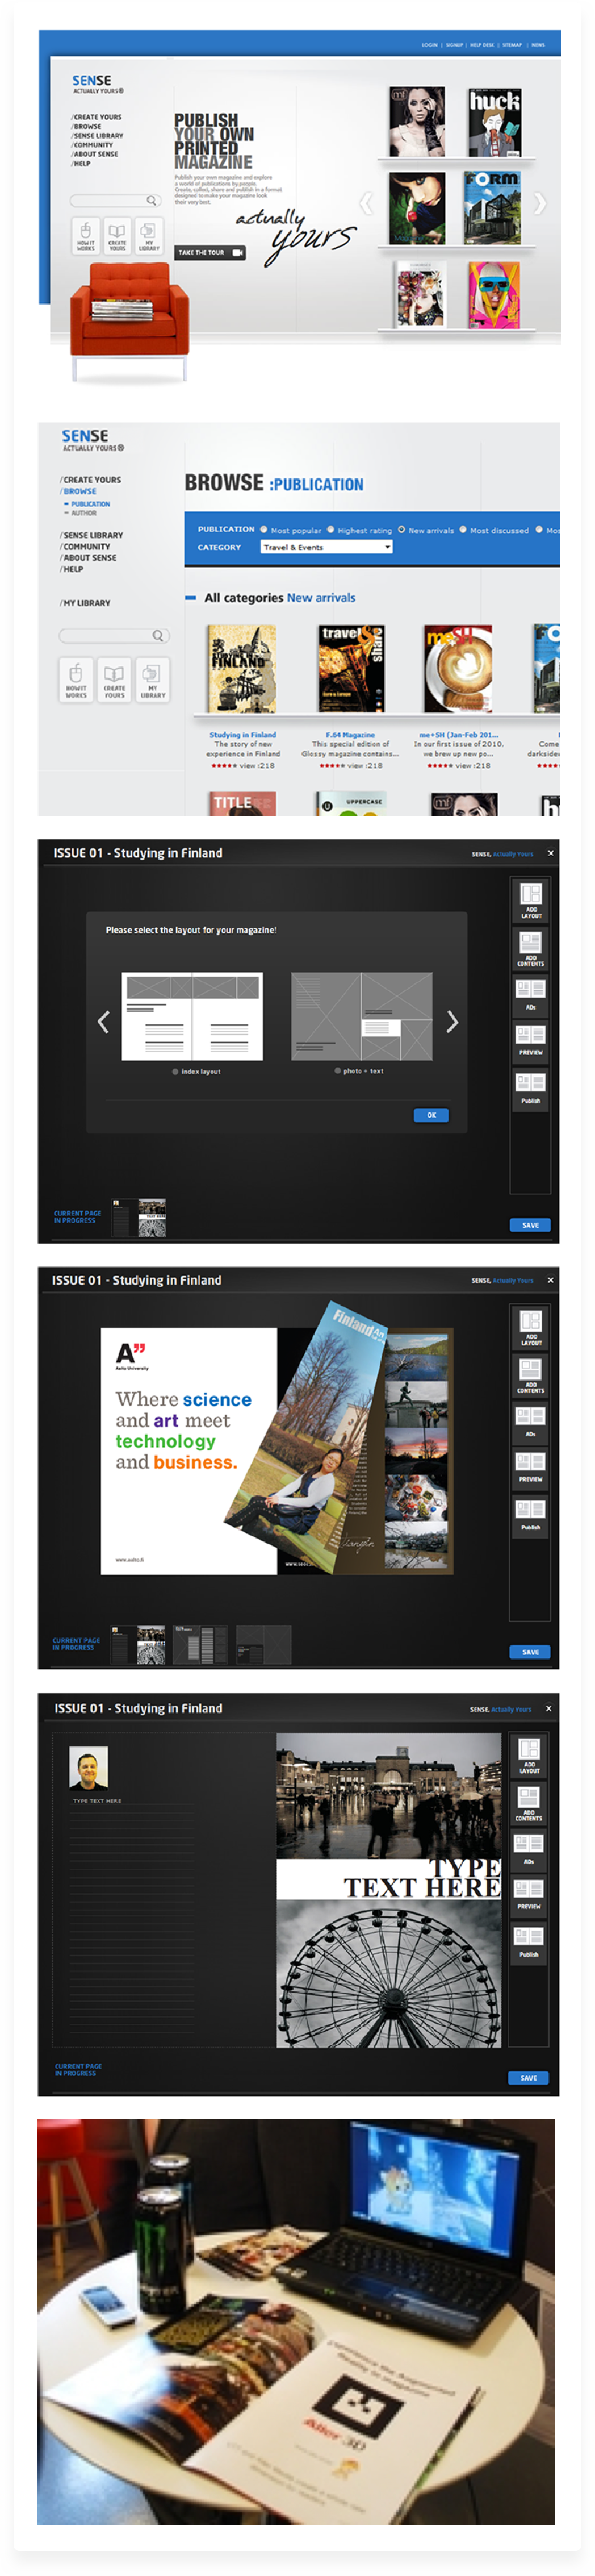 LOGIN | SIGNUP | HELP DESK | SITEMAP | NEWS
SENSE
ACTUALLY YOURS®
/CREATE YOURS
/BROWSE
/SENSE LIBRARY
/COMMUNITY
/ABOUT SENSE
/HELP
HOW IT WORKS
CREATE YOURS
MY LIBRARY
PUBLISH
YOUR OWN
PRINTED
MAGAZINE
Publish your own magazine and explore
a world of publications by people.
Create, collect, share and publish in a format
designed to make your magazine look
their very best.
actually
yours
TAKE THE TOUR
huck
SENSE
ACTUALLY YOURS®
/CREATE YOURS
/BROWSE
PUBLICATION
AUTHOR
/SENSE LIBRARY
/COMMUNITY
/ABOUT SENSE
/HELP
/MY LIBRARY
HOW IT WORKS
CREATE YOURS
MY LIBRARY
BROWSE :PUBLICATION
PUBLICATION Most popular Highest rating New arrivals Most discussed Mos
CATEGORY Travel & Events
All categories New arrivals
FINLAND
travel&
me+SH
Studying in Finland
The story of new
experience in Finland
view :218
F.64 Magazine
This special edition of
Glossy magazine contains...
view :218
me+SH (Jan-Feb 201...
In our first issue of 2010,
we brew up new po...
view :218
Come
darkside
TITLE
UPPERCASE
ISSUE 01 - Studying in Finland
SENSE, Actually Yours X
Please select the layout for your magazine!
index layout
photo + text
OK
ADD LAYOUT
ADD CONTENTS
ADs
PREVIEW
Publish
CURRENT PAGE
IN PROGRESS
SAVE
ISSUE 01 - Studying in Finland
SENSE, Actually Yours X
A”
Aalto University
Where science
and art meet
technology
and business.
www.aalto.fi
Finland
ADD LAYOUT
ADD CONTENTS
ADs
PREVIEW
Publish
CURRENT PAGE
IN PROGRESS
SAVE
ISSUE 01 - Studying in Finland
SENSE, Actually Yours X
TYPE TEXT HERE
TYPE
TEXT HERE
ADD LAYOUT
ADD CONTENTS
ADs
PREVIEW
Publish
CURRENT PAGE
IN PROGRESS
SAVE